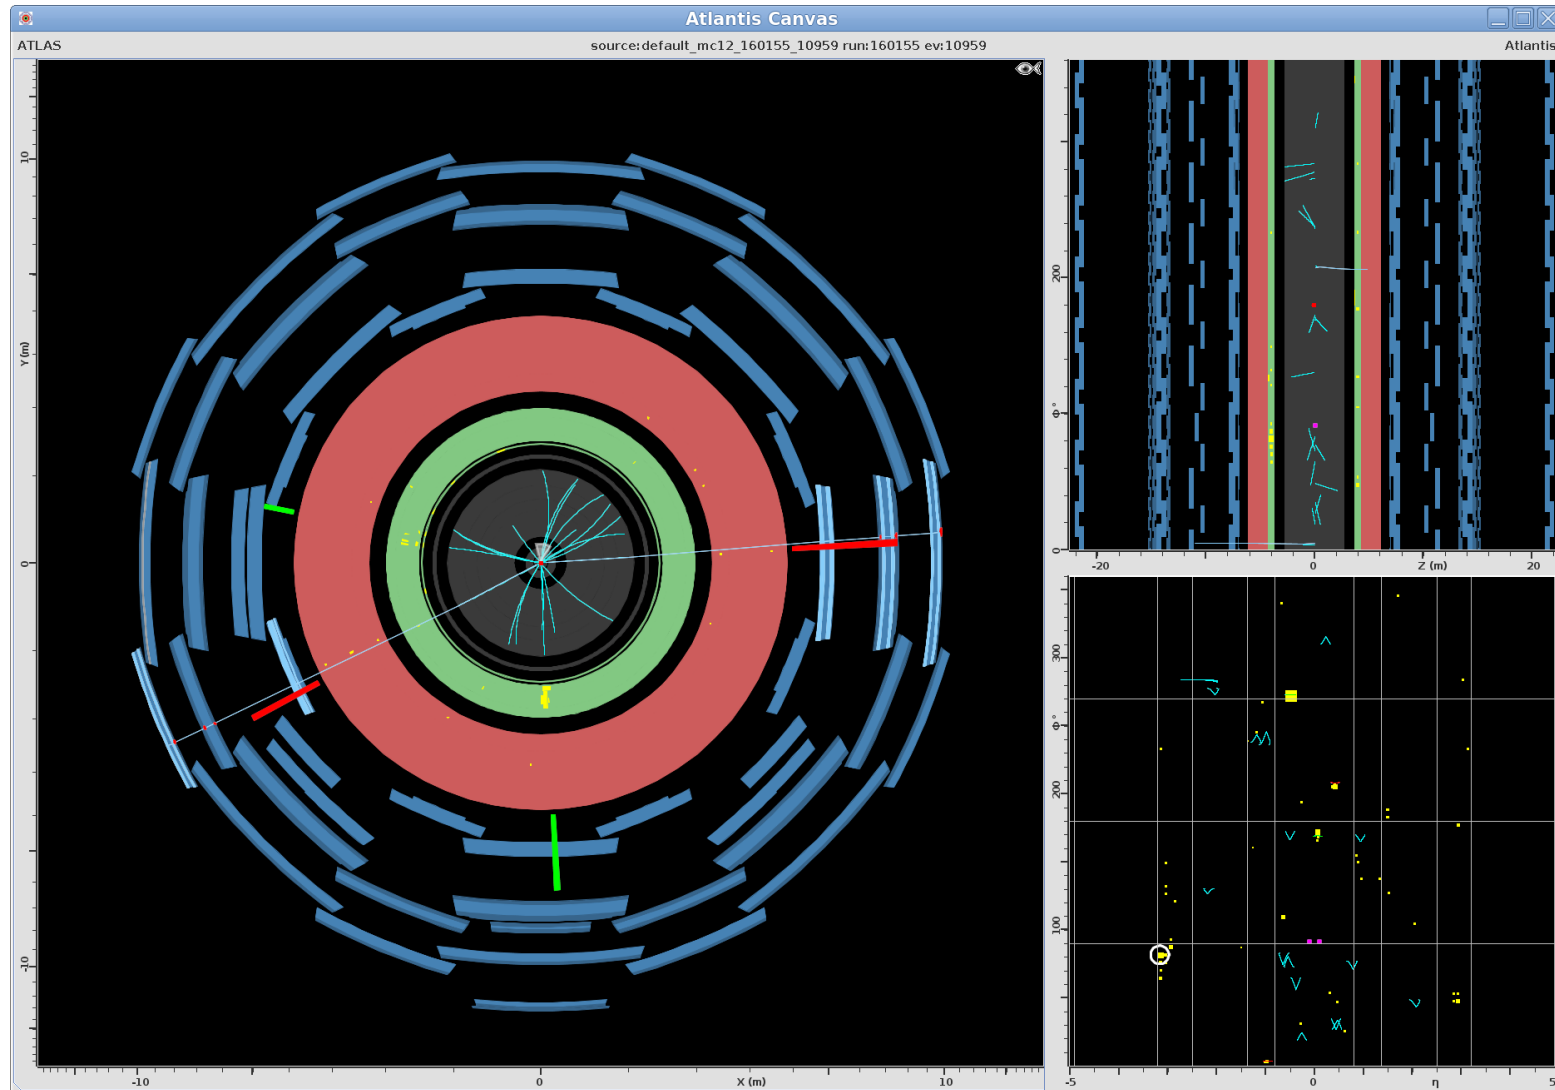 Atlantis Canvas
ATLAS
source:default_mc12_160155_10959 run:160155 ev:10959
Atlantis
10
Y (m)
0
-10
-10
0
X (m)
10
200
Φ °
0
-20
0
Z (m)
20
300
Φ °
200
100
-5
0
η
5